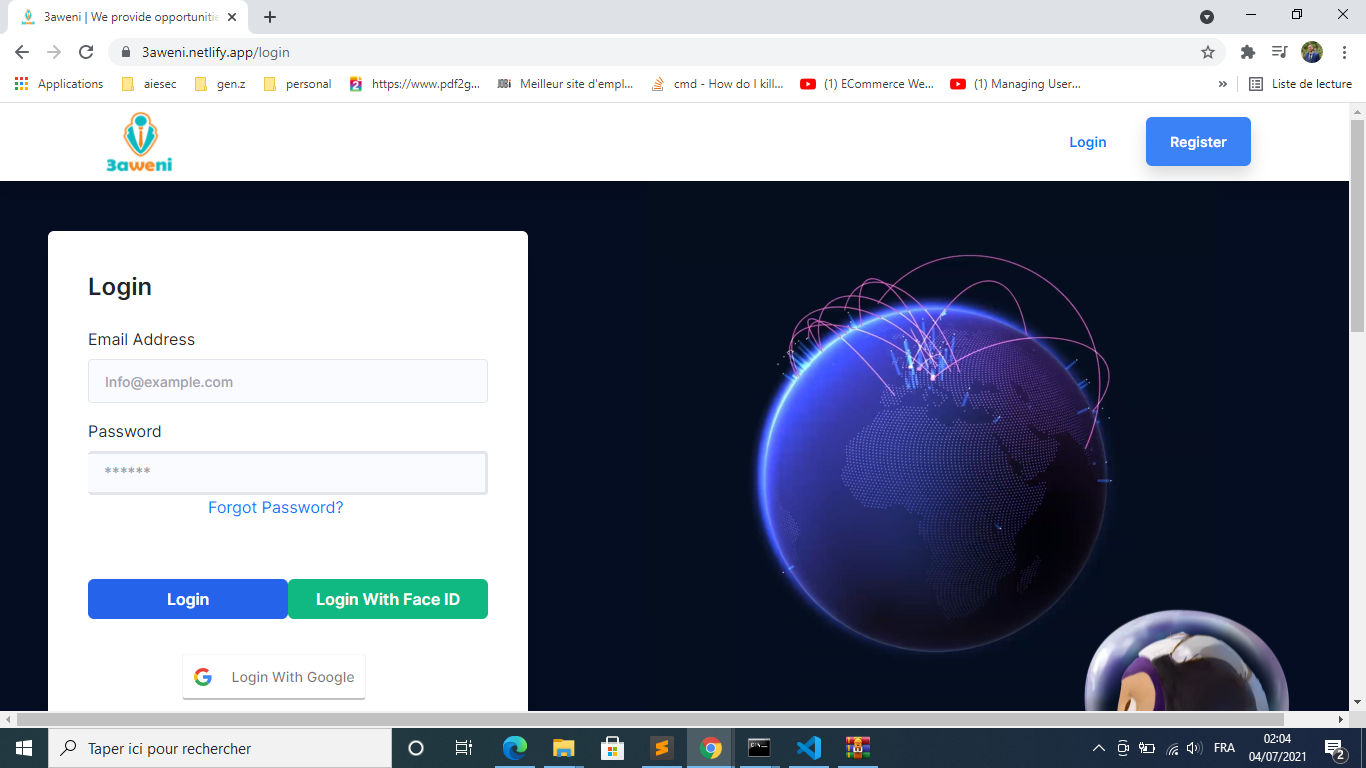 3aweni | We provide opportunitie
3aweni.netlify.app/login
Applications
aiesec
gen.z
personal
https://www.pdf2g...
Meilleur site d'empl...
cmd - How do I kill...
(1) ECommerce We...
(1) Managing User...
»
Liste de lecture
3aweni
Login
Register
Login
Email Address
Info@example.com
Password
******
Forgot Password?
Login
Login With Face ID
Login With Google
Taper ici pour rechercher
FRA
02:04
04/07/2021
2